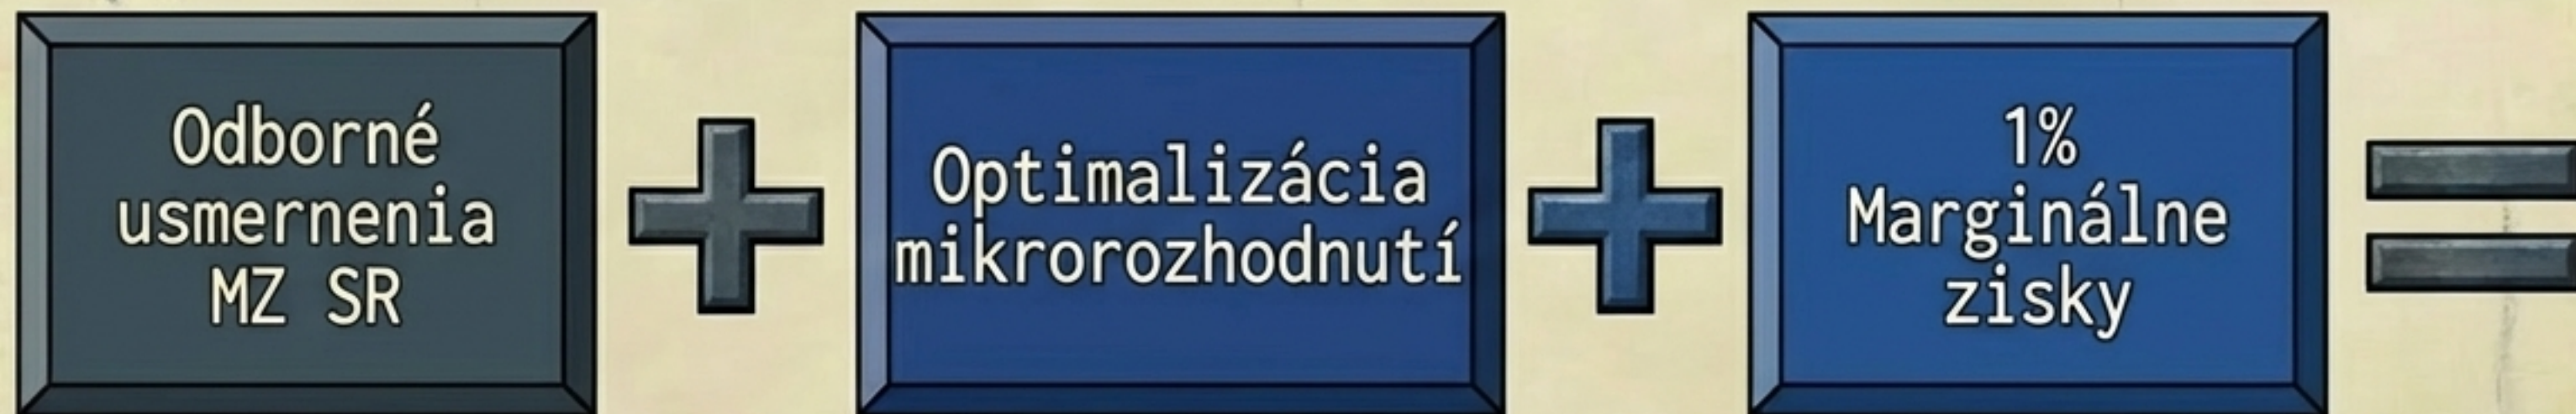 Odborné
usmernenia
MZ SR
+
Optimalizácia
mikrorozhodnutí
+
1%
Marginálne
zisky
=